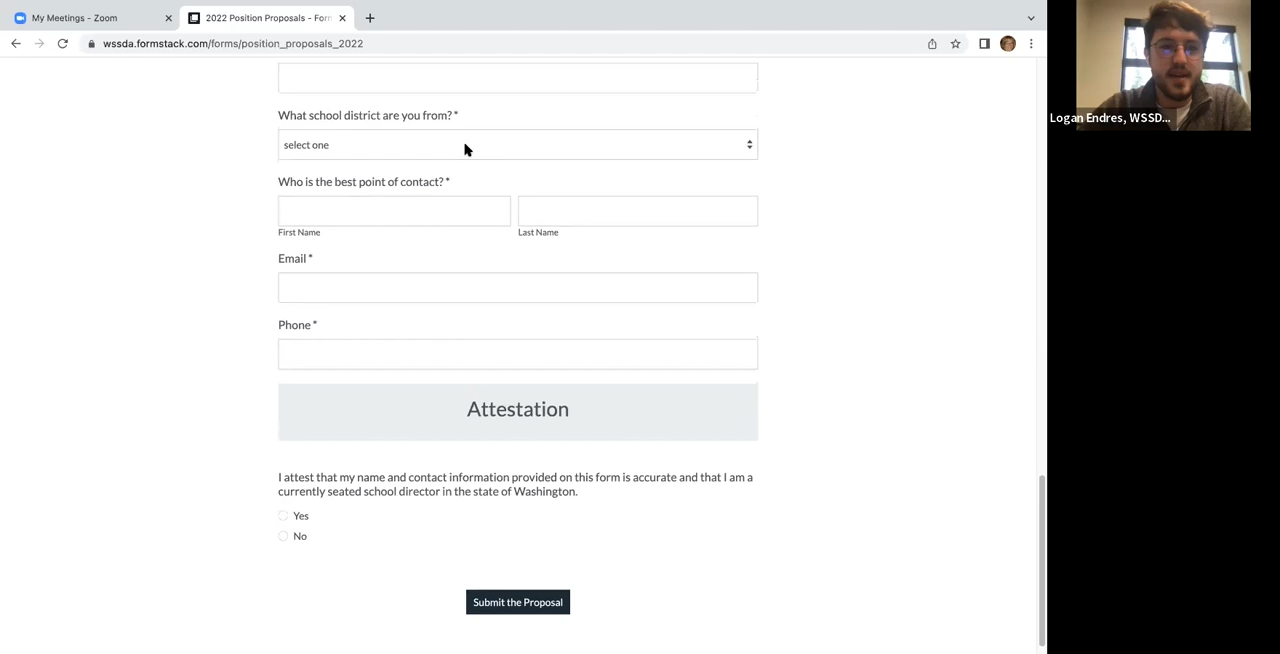 My Meetings - Zoom
2022 Position Proposals - Forn
wssda.formstack.com/forms/position_proposals_2022
Logan Endres, WSSD...
What school district are you from? *
select one
Who is the best point of contact? *
First Name
Last Name
Email *
Phone *
Attestation
I attest that my name and contact information provided on this form is accurate and that I am a
currently seated school director in the state of Washington.
Yes
No
Submit the Proposal